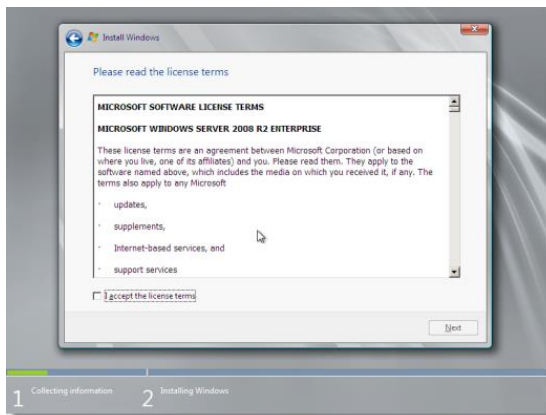 Install Windows
Please read the license terms
MICROSOFT SOFTWARE LICENSE TERMS
MICROSOFT WINDOWS SERVER 2008 R2 ENTERPRISE
These license terms are an agreement between Microsoft Corporation (or based on
where you live, one of its affiliates) and you. Please read them. They apply to the
software named above, which includes the media on which you received it, if any. The
terms also apply to any Microsoft
· updates,
· supplements,
· Internet-based services, and
· support services
I accept the license terms
Next
1 Collecting information
2 Installing Windows